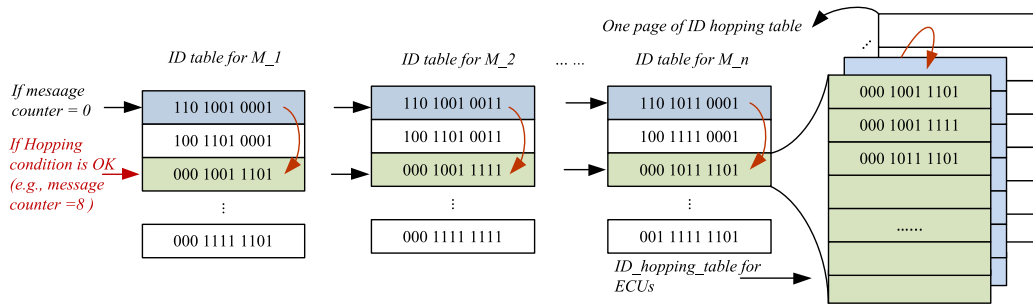 One page of ID hopping table
ID table for M_1
ID table for M_2
... ...
ID table for M_n
If mesaage
counter = 0
If Hopping
condition is OK
(e.g., message
counter =8 )
110 1001 0001
100 1101 0001
000 1001 1101
...
000 1111 1101
110 1001 0011
100 1101 0011
000 1001 1111
...
000 1111 1111
110 1011 0001
100 1111 0001
000 1011 1101
...
001 1111 1101
ID_hopping_table for
ECUs
...
000 1001 1101
000 1001 1111
000 1011 1101
......